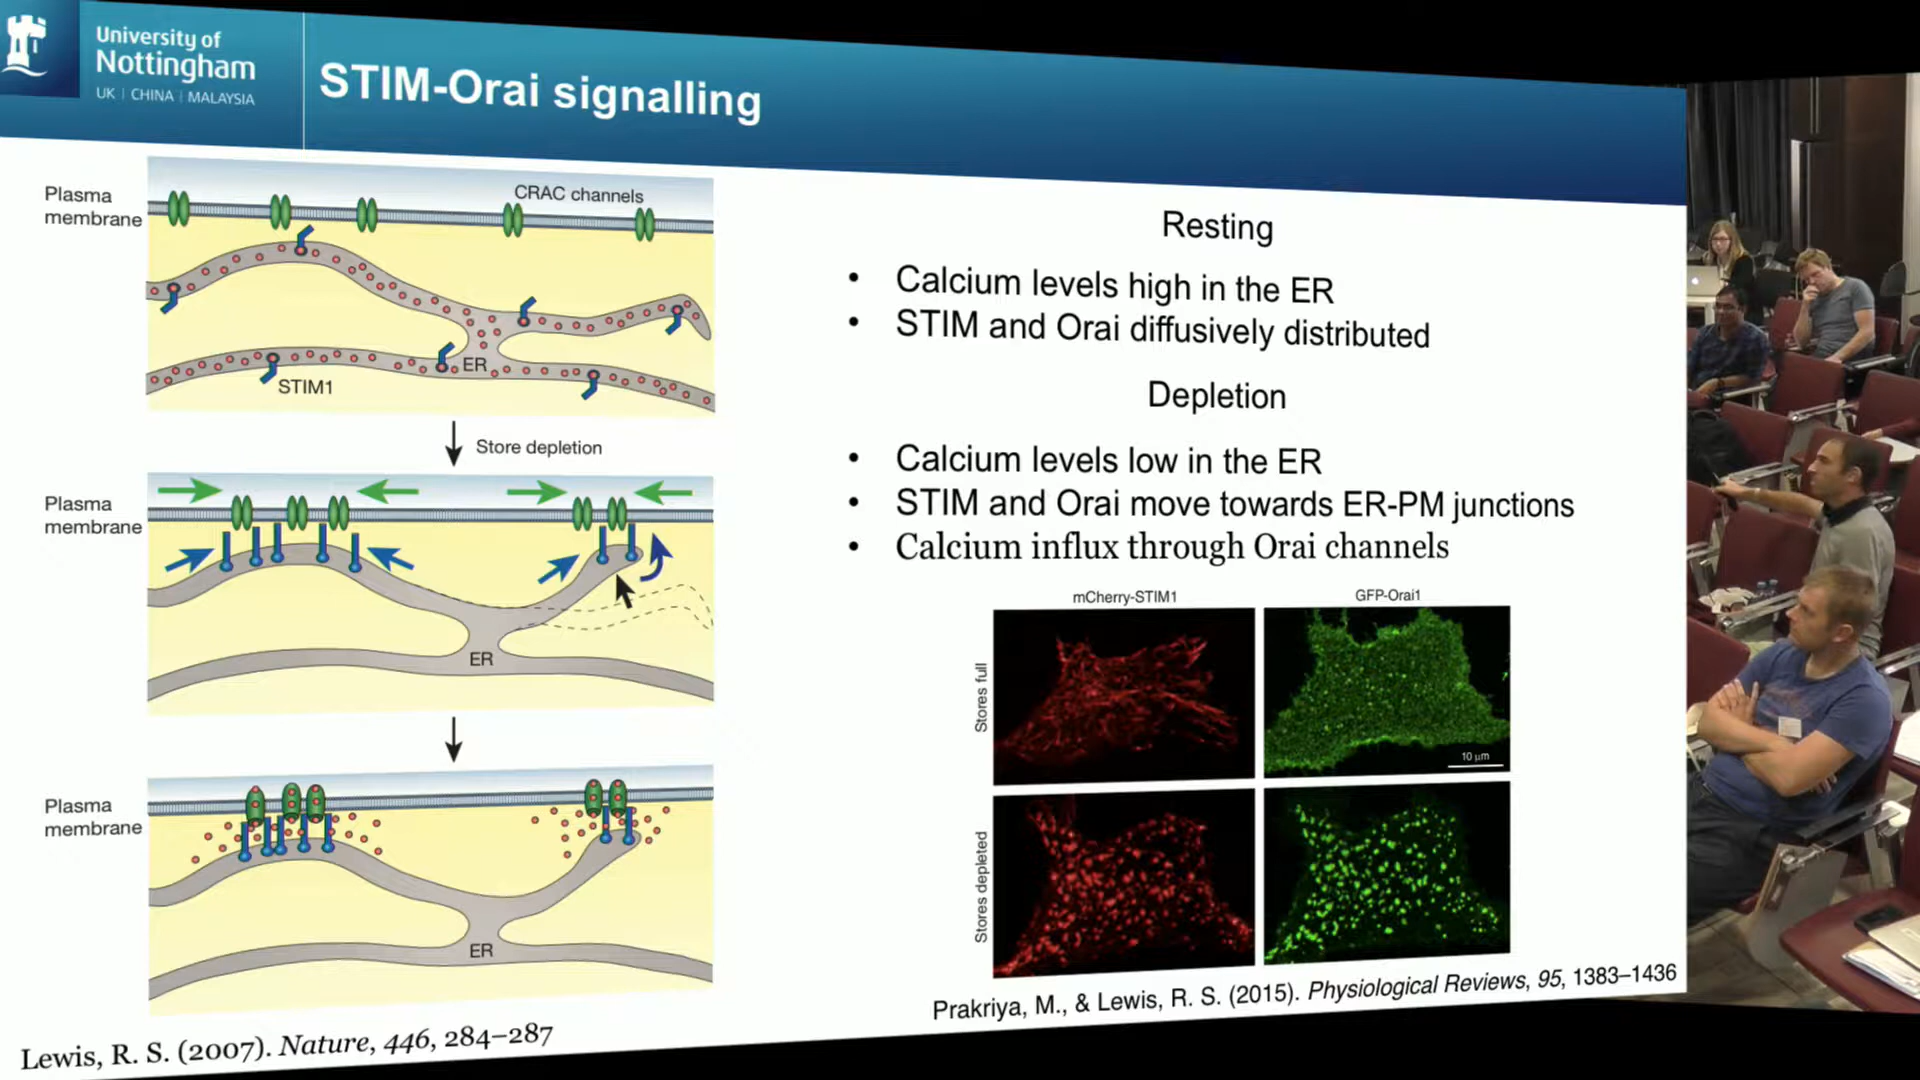 University of
Nottingham
UK | CHINA | MALAYSIA
STIM-Orai signalling
Plasma
membrane
CRAC channels
ER
STIM1
Store depletion
Plasma
membrane
ER
Plasma
membrane
ER
Lewis, R. S. (2007). Nature, 446, 284–287
Resting
• Calcium levels high in the ER
• STIM and Orai diffusively distributed
Depletion
• Calcium levels low in the ER
• STIM and Orai move towards ER-PM junctions
• Calcium influx through Orai channels
mCherry-STIM1
GFP-Orai1
Stores full
10 μm
Stores depleted
Prakriya, M., & Lewis, R. S. (2015). Physiological Reviews, 95, 1383–1436